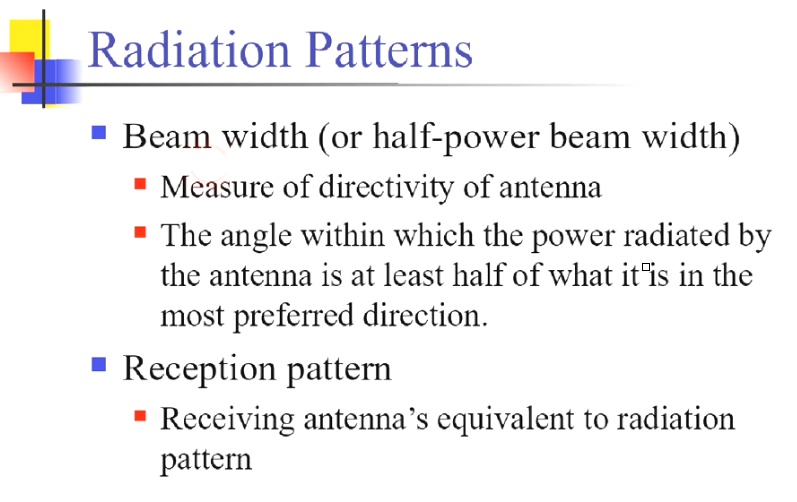 Radiation Patterns
Beam width (or half-power beam width)
Measure of directivity of antenna
The angle within which the power radiated by
the antenna is at least half of what it is in the
most preferred direction.
Reception pattern
Receiving antenna’s equivalent to radiation
pattern